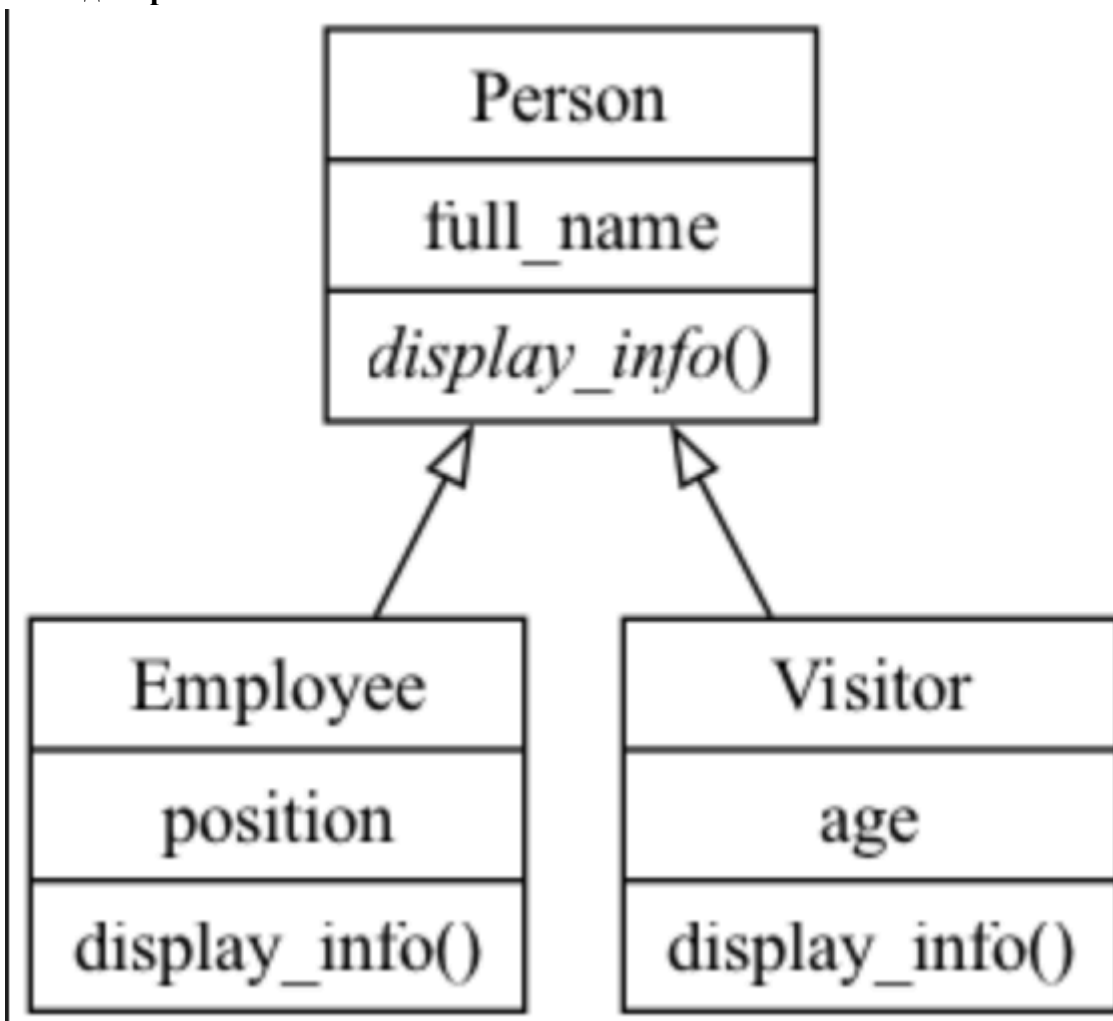 Person
full_name
display_info()
Employee
position
display_info()
Visitor
age
display_info()